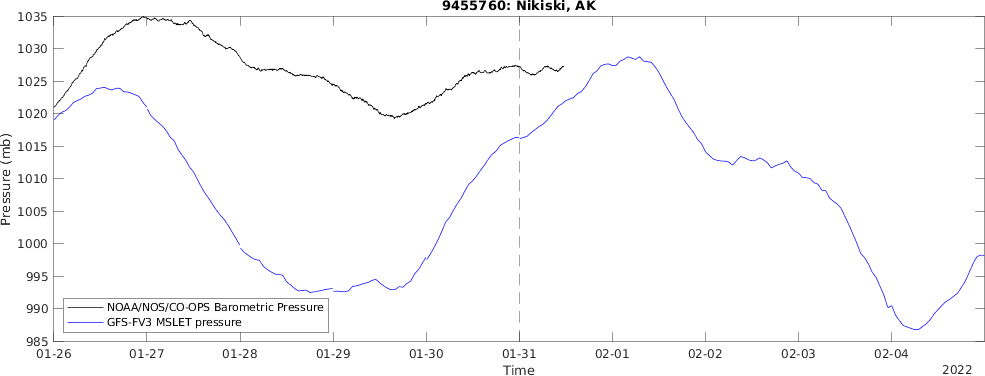 9455760: Nikiski, AK
1035
1030
1025
1020
1015
1010
1005
1000
995
990
985
Pressure (mb)
NOAA/NOS/CO-OPS Barometric Pressure
GFS-FV3 MSLET pressure
01-26 01-27 01-28 01-29 01-30 01-31 02-01 02-02 02-03 02-04
Time
2022